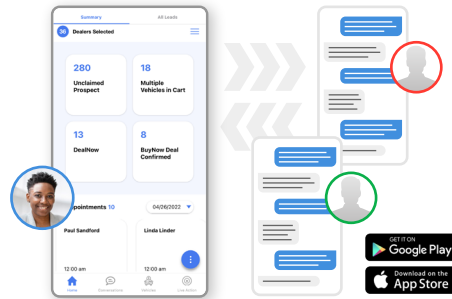 Summary
All Leads
36 Dealers Selected
280
Unclaimed
Prospect
18
Multiple
Vehicles in Cart
13
DealNow
8
BuyNow Deal
Confirmed
ppointments 10
04/26/2022
Paul Sandford
Linda Linder
12:00 am
12:00 am
Home
Conversations
Vehicles
GET IT ON
Google Play
Download on the
App Store